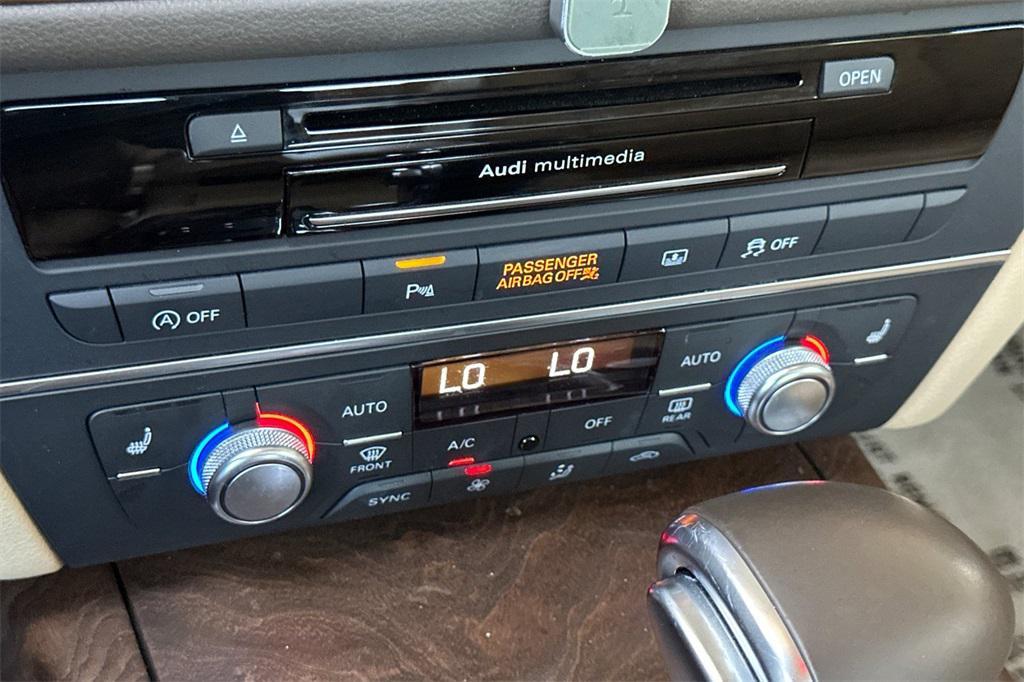 OPEN
Audi multimedia
A OFF
P
PASSENGER
AIRBAG OFF
OFF
LO LO
AUTO
AUTO
FRONT
A/C
OFF
REAR
SYNC